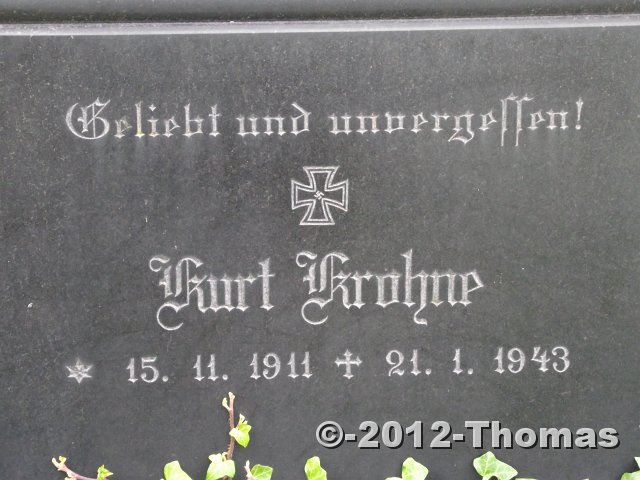 Geliebt und unvergessen!
Kurt Krohne
* 15. 11. 1911 ✝ 21. 1. 1943
©-2012-Thomas